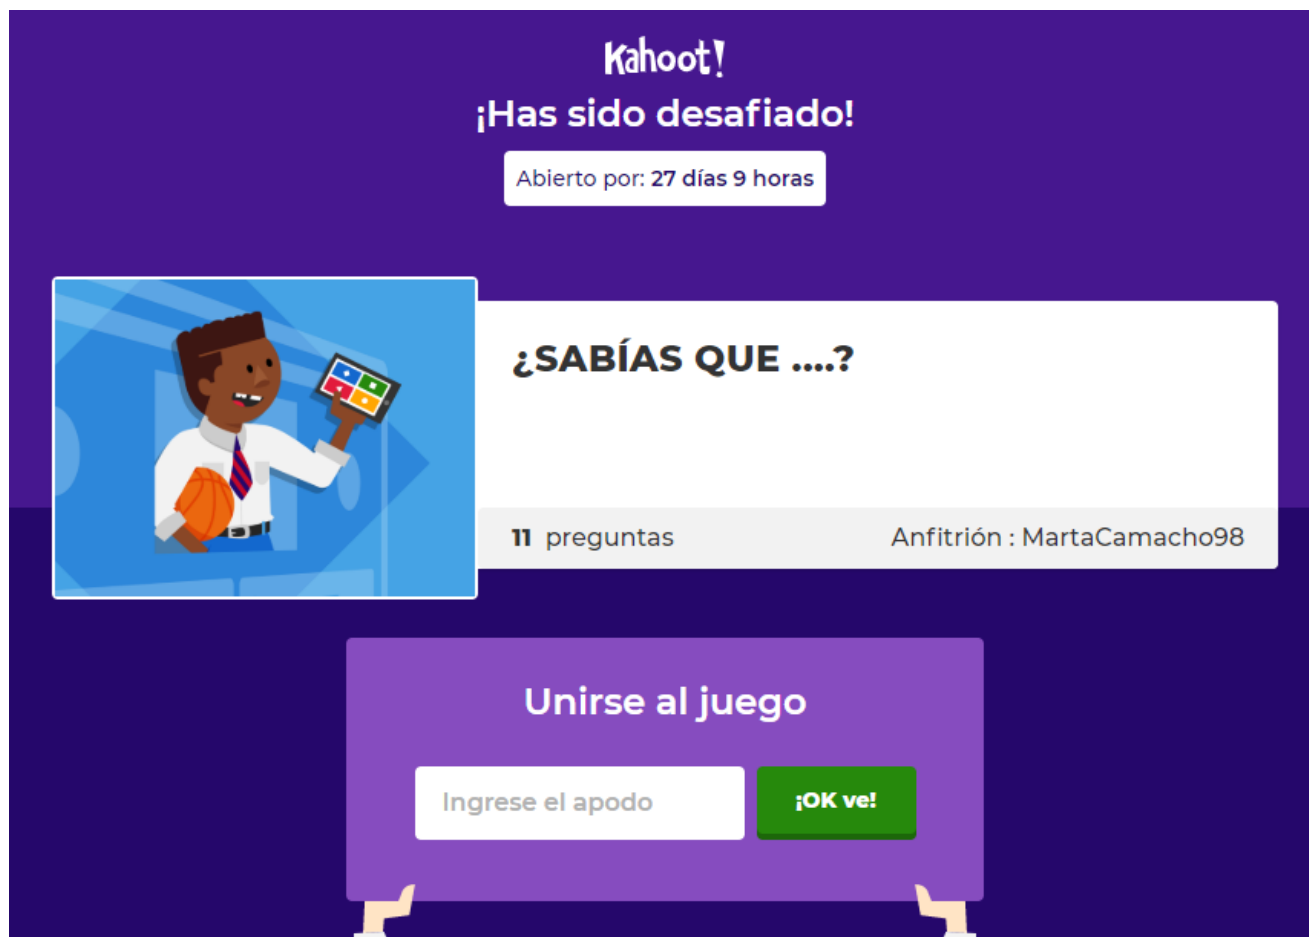 Kahoot!
¡Has sido desafiado!
Abierto por: 27 días 9 horas
¿SABÍAS QUE ....?
11 preguntas
Anfitrión : MartaCamacho98
Unirse al juego
Ingrese el apodo
¡OK ve!